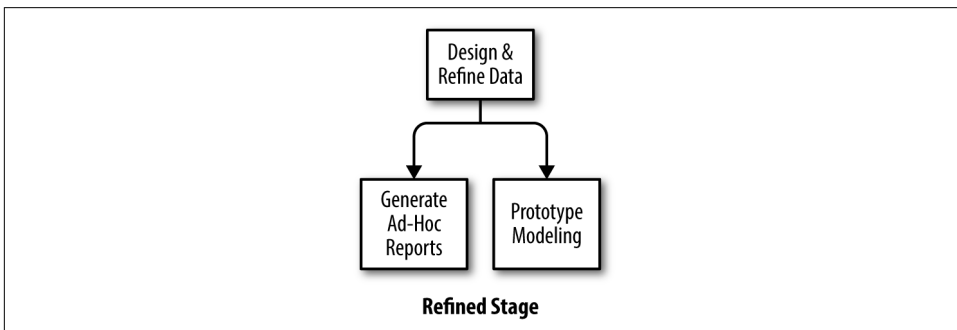 Design &
Refine Data
Generate
Ad-Hoc
Reports
Prototype
Modeling
Refined Stage